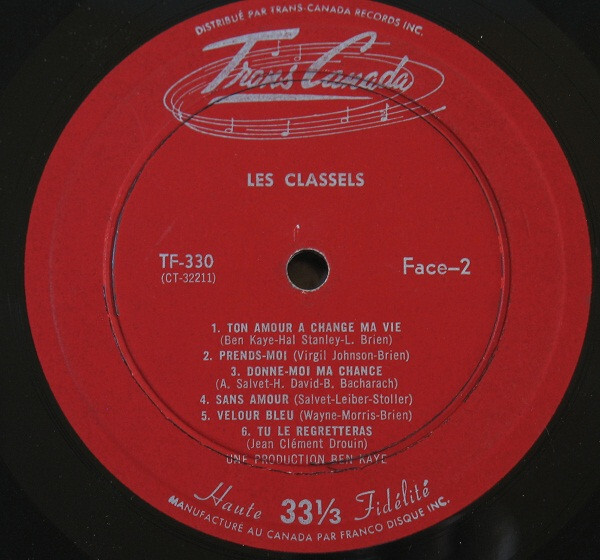 DISTRIBUÉ PAR TRANS-CANADA RECORDS INC.
Trans Canada
LES CLASSELS
TF-330
(CT-32211)
Face-2
1. TON AMOUR A CHANGE MA VIE
(Ben Kaye-Hal Stanley-L. Brien)
2. PRENDS-MOI (Virgil Johnson-Brien)
3. DONNE-MOI MA CHANCE
(A. Salvet-H. David-B. Bacharach)
4. SANS AMOUR (Salvet-Leiber-Stoller)
5. VELOUR BLEU (Wayne-Morris-Brien)
6. TU LE REGRETTERAS
(Jean Clément Drouin)
UNE PRODUCTION BEN KAYE
Haute 33⅓ Fidélité
MANUFACTURE AU CANADA PAR FRANCO DISQUE INC.